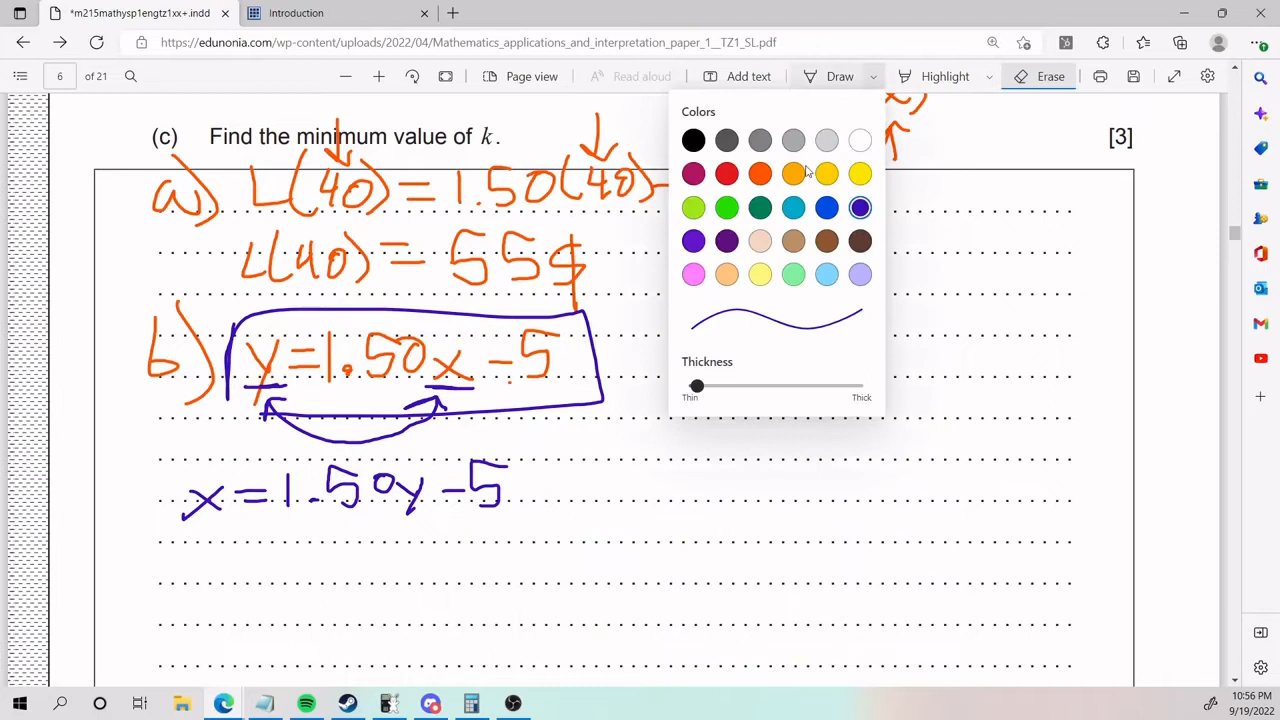 *m215mathysp1engtz1xx+.indd
Introduction
https://edunonia.com/wp-content/uploads/2022/04/Mathematics_applications_and_interpretation_paper_1__TZ1_SL.pdf
6 of 21
Page view
Read aloud
Add text
Draw
Highlight
Erase
(c) Find the minimum value of k. [3]
a) L(40) = 1.50(40) -
L(40) = 55$
b) y = 1.50x - 5
x = 1.50y - 5
Colors
Thickness
Thin Thick
10:56 PM
9/19/2022